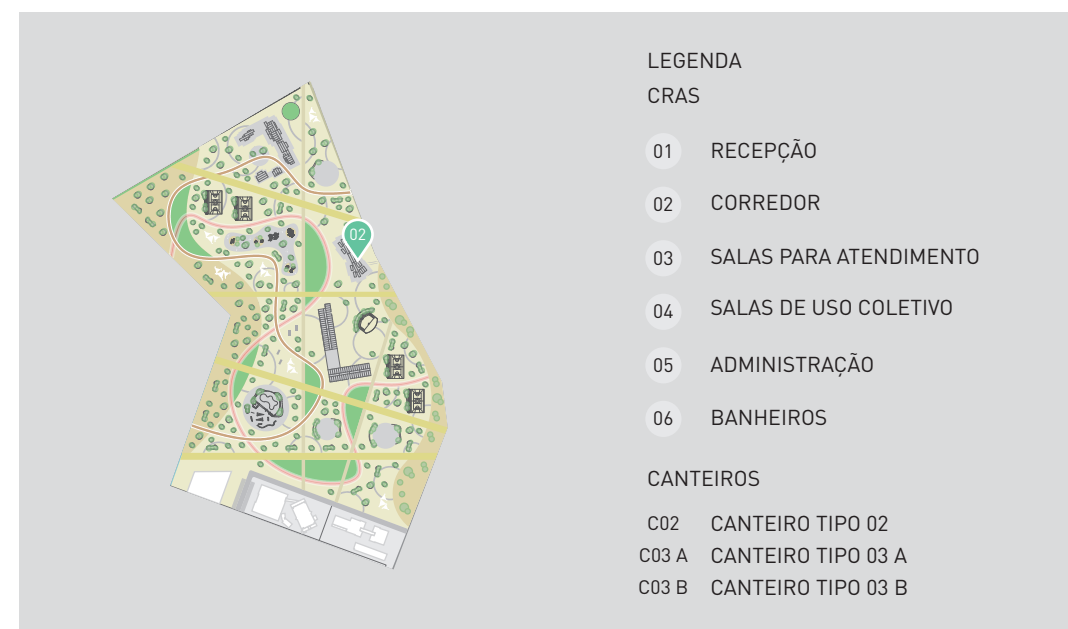 LEGENDA
CRAS
01 RECEPÇÃO
02 CORREDOR
03 SALAS PARA ATENDIMENTO
04 SALAS DE USO COLETIVO
05 ADMINISTRAÇÃO
06 BANHEIROS
CANTEIROS
C02 CANTEIRO TIPO 02
C03 A CANTEIRO TIPO 03 A
C03 B CANTEIRO TIPO 03 B
02